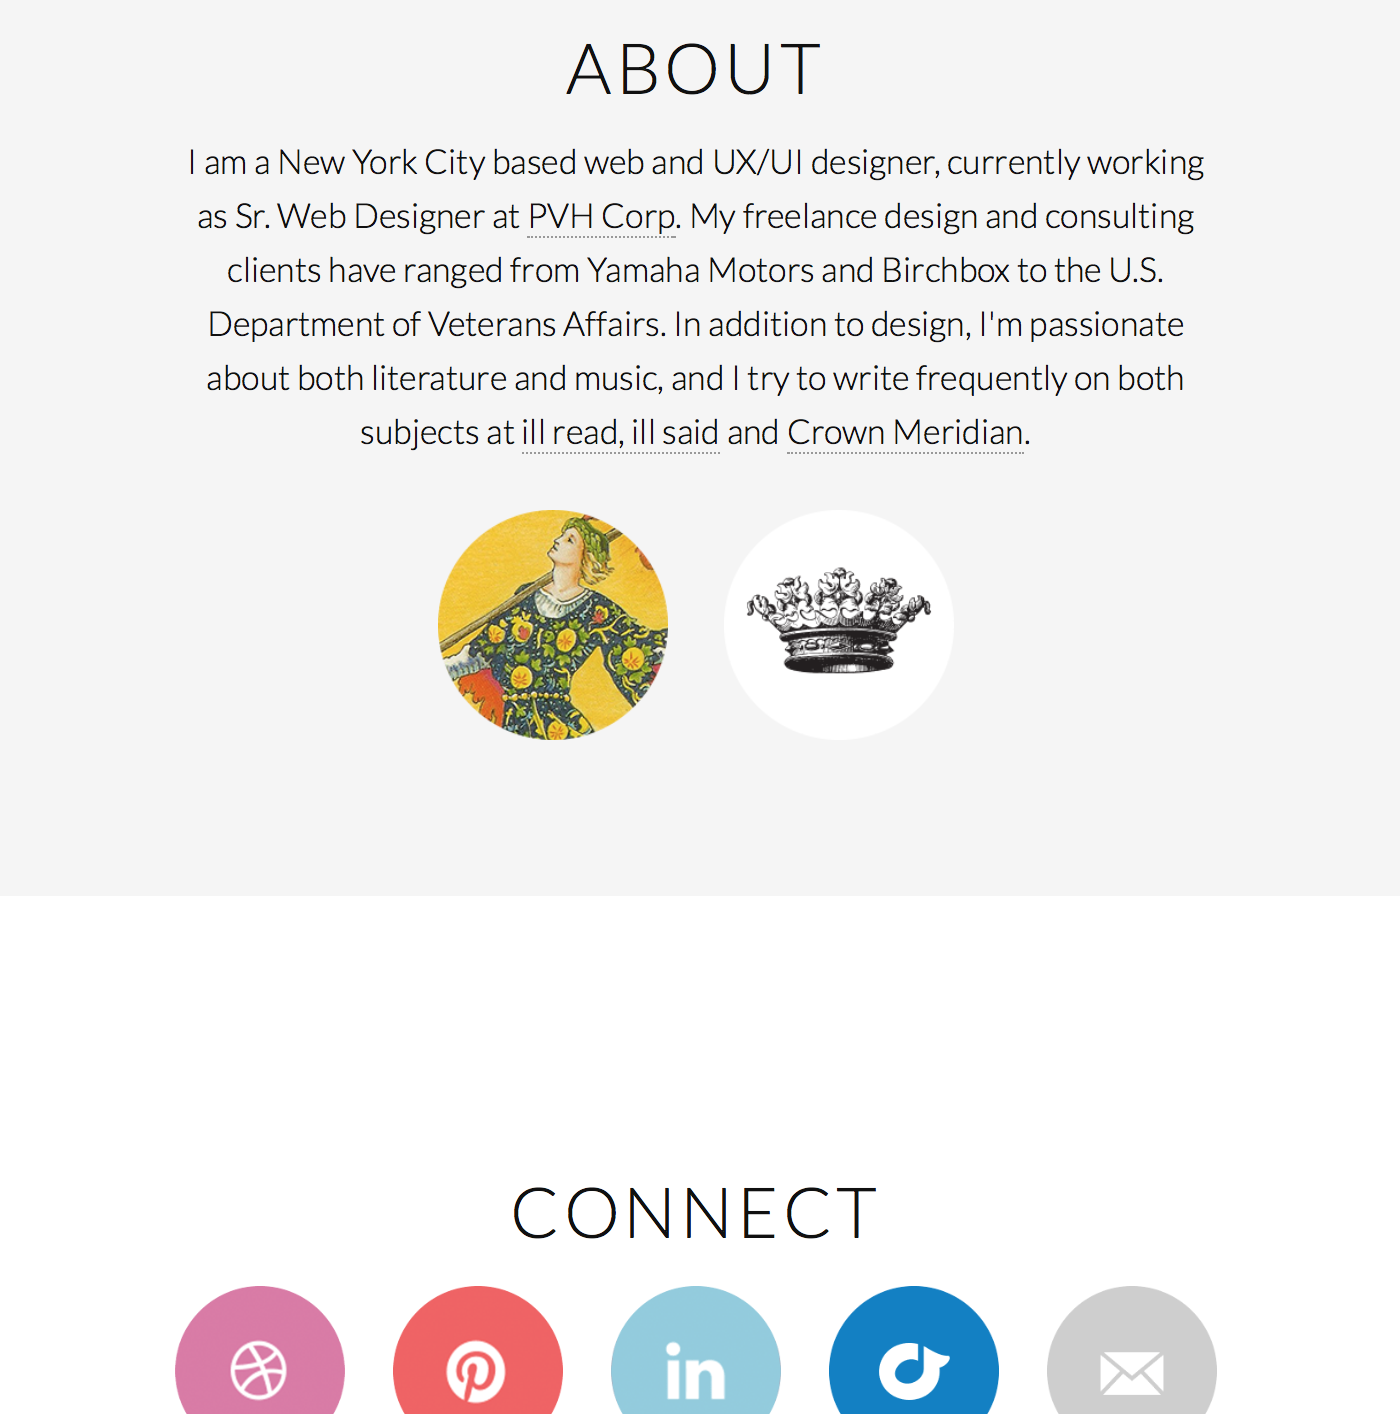 ABOUT
I am a New York City based web and UX/UI designer, currently working
as Sr. Web Designer at PVH Corp. My freelance design and consulting
clients have ranged from Yamaha Motors and Birchbox to the U.S.
Department of Veterans Affairs. In addition to design, I'm passionate
about both literature and music, and I try to write frequently on both
subjects at ill read, ill said and Crown Meridian.
CONNECT
in